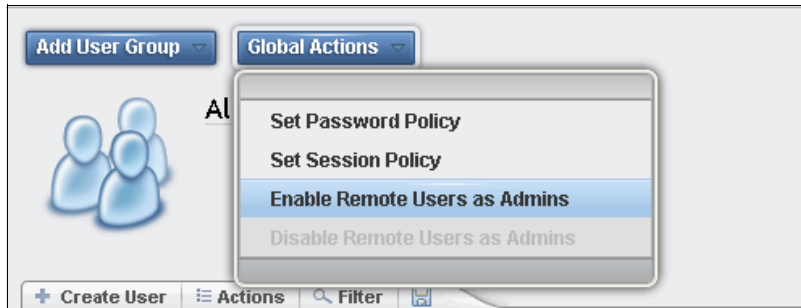 Add User Group
Global Actions
Al
Set Password Policy
Set Session Policy
Enable Remote Users as Admins
Disable Remote Users as Admins
Create User
Actions
Filter